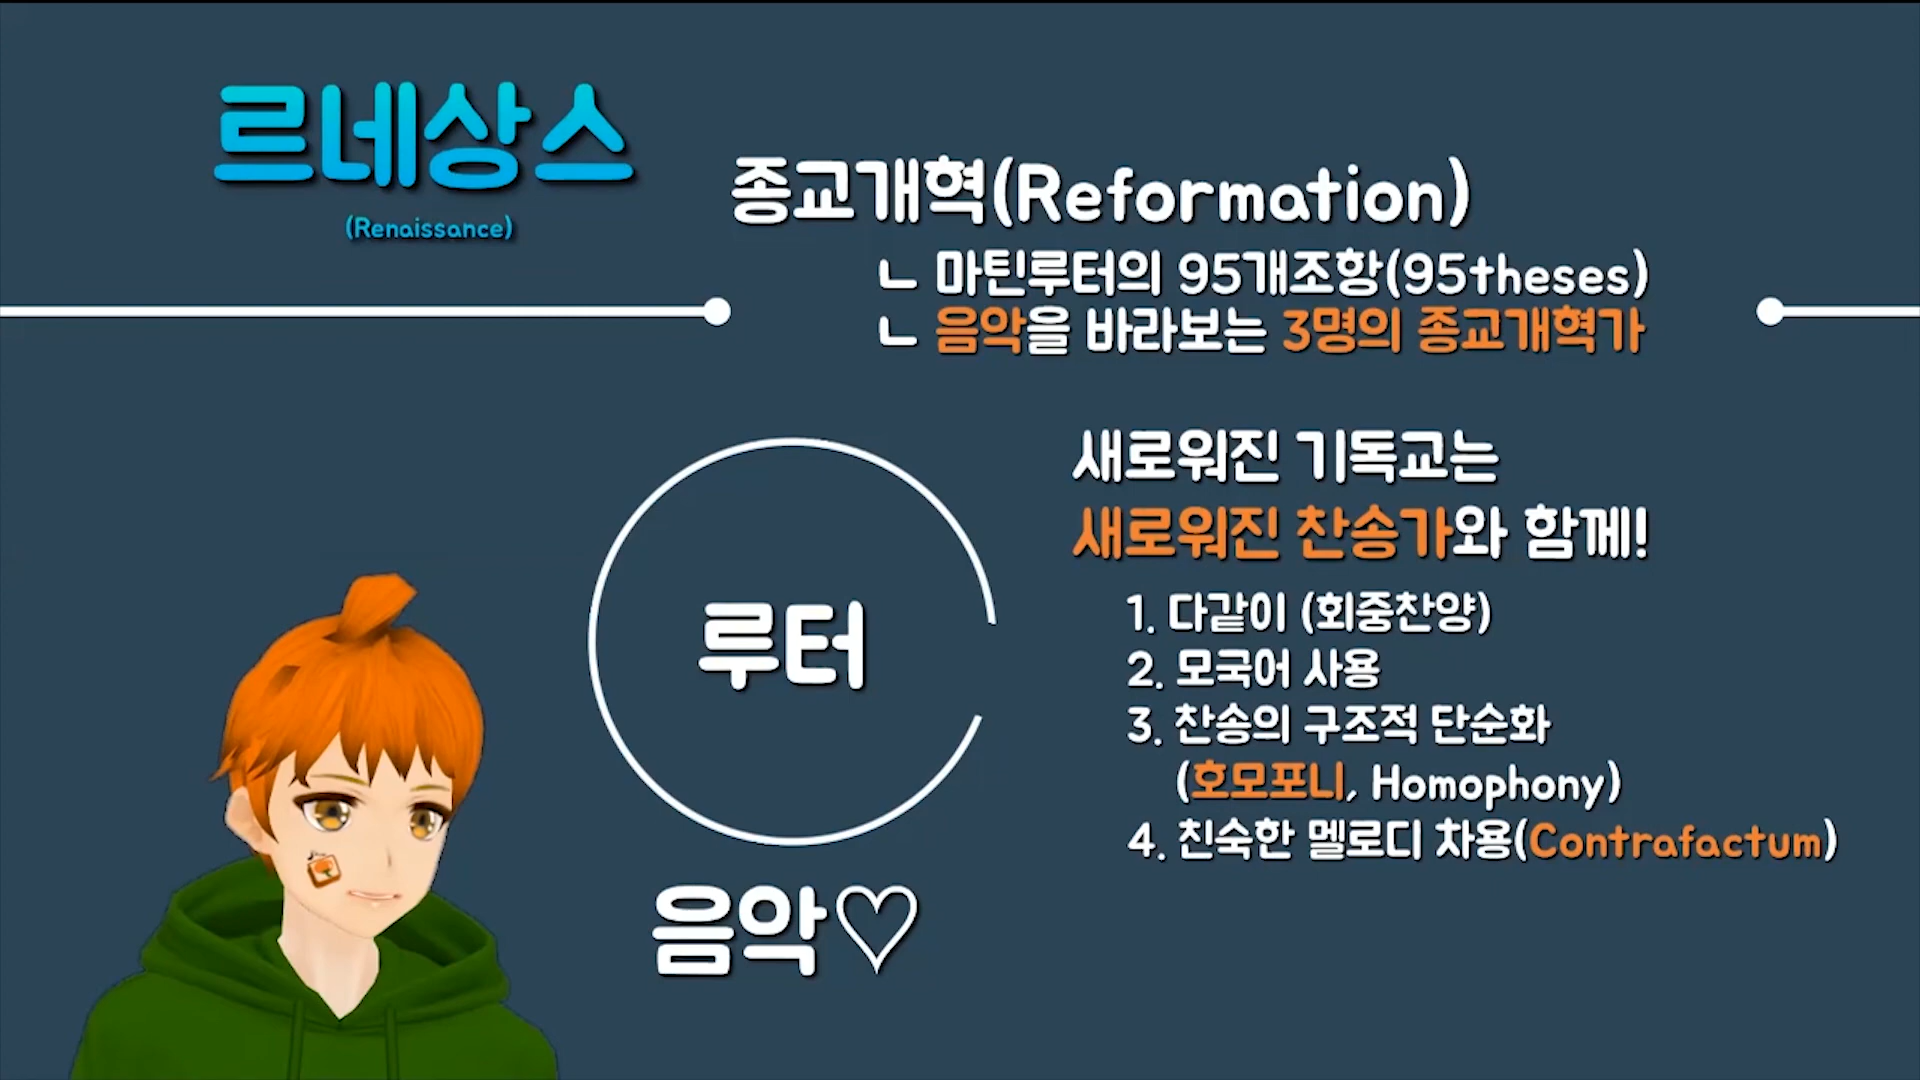 르네상스
(Renaissance)
종교개혁(Reformation)
ㄴ 마틴루터의 95개조항(95theses)
ㄴ 음악을 바라보는 3명의 종교개혁가
루터
음악♡
새로워진 기독교는
새로워진 찬송가와 함께!
1. 다같이 (회중찬양)
2. 모국어 사용
3. 찬송의 구조적 단순화
(호모포니, Homophony)
4. 친숙한 멜로디 차용(Contrafactum)